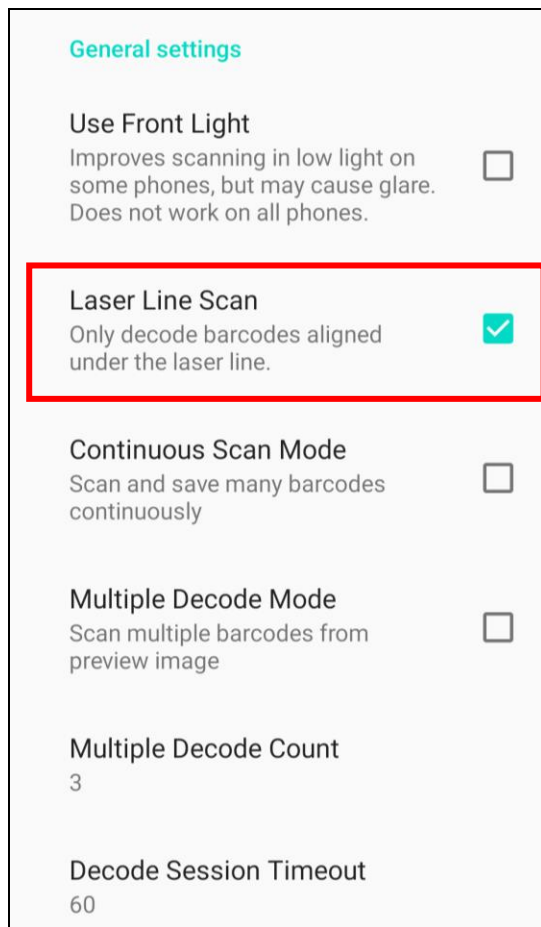 General settings
Use Front Light
Improves scanning in low light on
some phones, but may cause glare.
Does not work on all phones.
Laser Line Scan
Only decode barcodes aligned
under the laser line.
Continuous Scan Mode
Scan and save many barcodes
continuously
Multiple Decode Mode
Scan multiple barcodes from
preview image
Multiple Decode Count
3
Decode Session Timeout
60